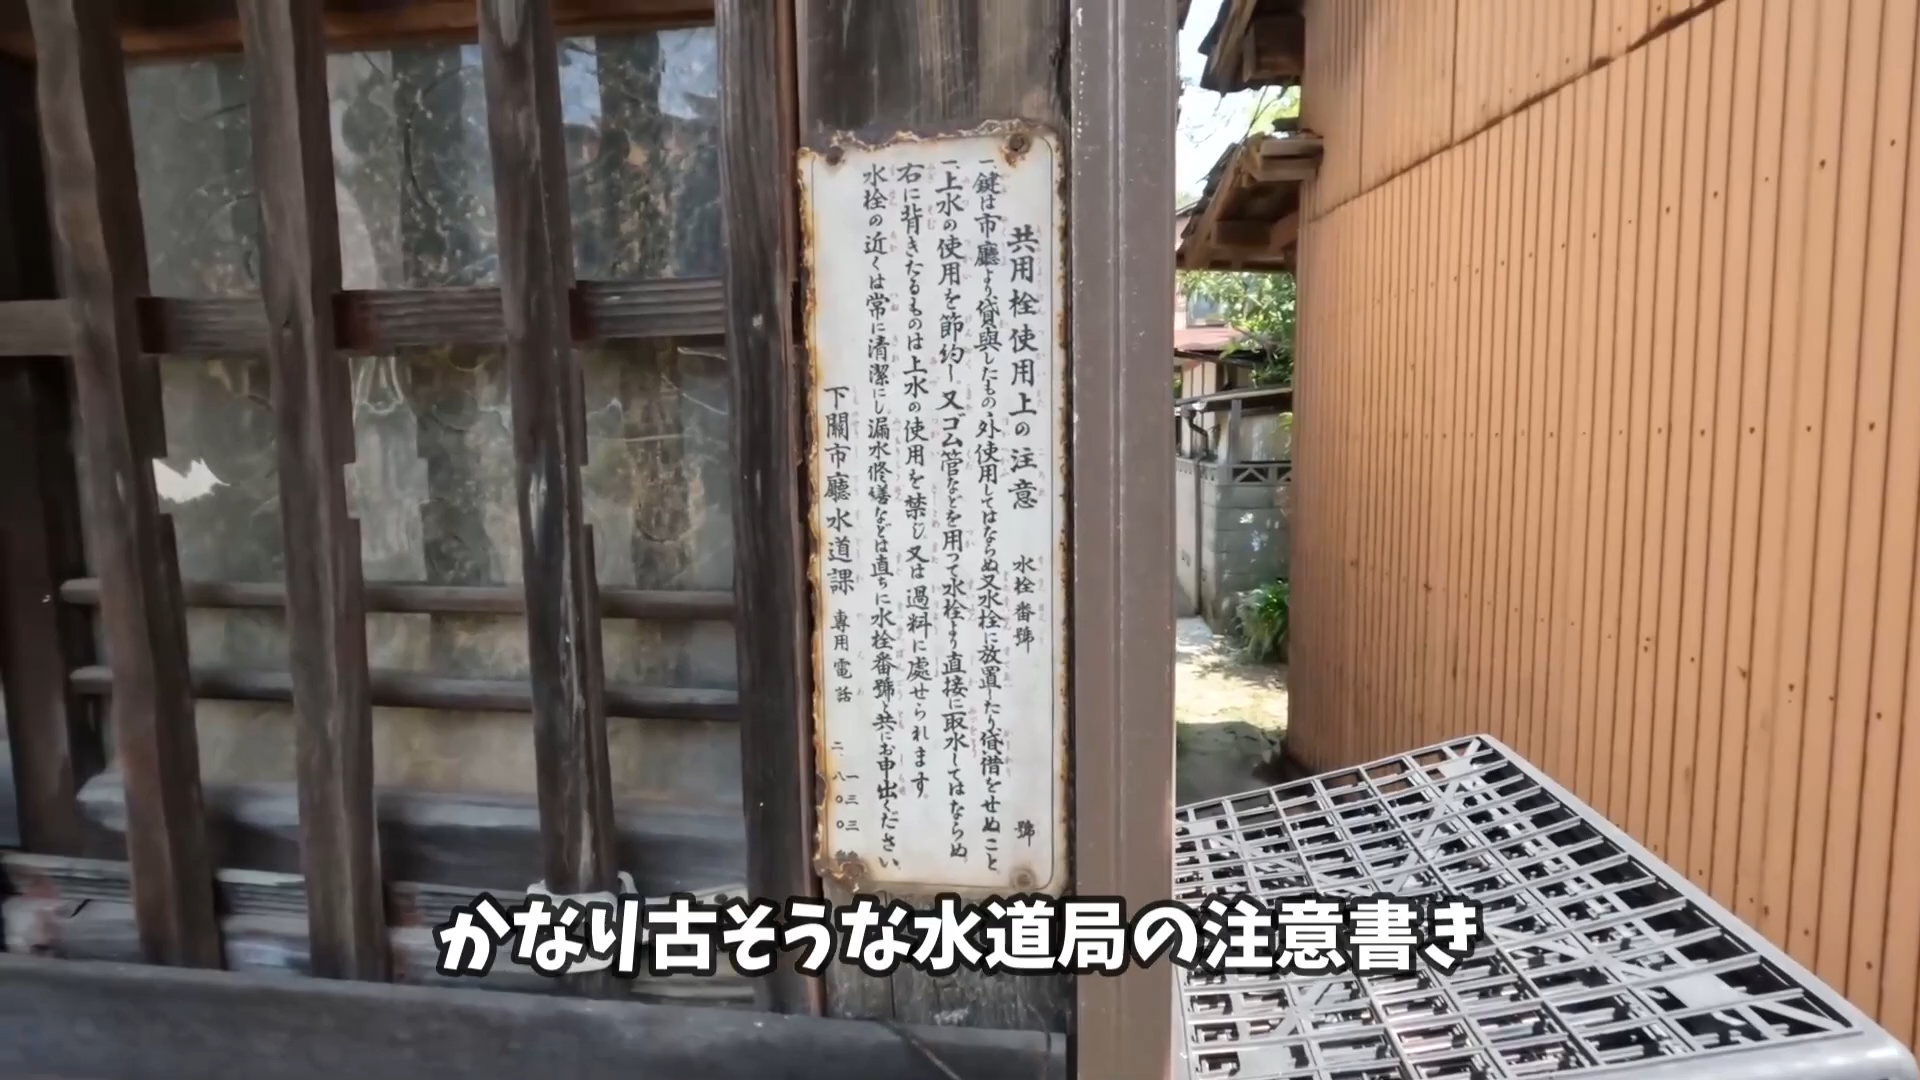 共用栓使用上の注意 水栓番號 號
一、鍵は市廳より貸與したもの、外使用してはならぬ又水栓に放置したり貸借をせぬこと
一、上水の使用を節約し又ゴム管などを用つて水栓より直接に取水してはならぬ
右に背きたるものは上水の使用を禁じ又は過料に處せられます。
水栓の近くは常に清潔にし漏水修繕などは直ちに水栓番號と共にお申出ください、
下關市廳水道課 專用電話 一三三 二、八〇〇
かなり古そうな水道局の注意書き